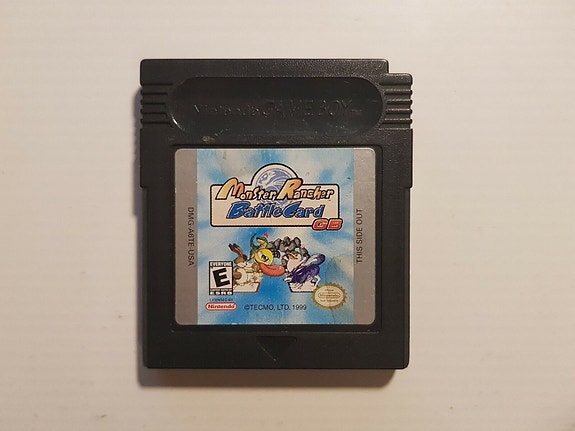 Nintendo GAME BOY
Monster Rancher
Battle Card
GB
DMG-A6TE-USA
THIS SIDE OUT
EVERYONE
E
ESRB
LICENSED BY
Nintendo
©TECMO, LTD. 1999
Nintendo